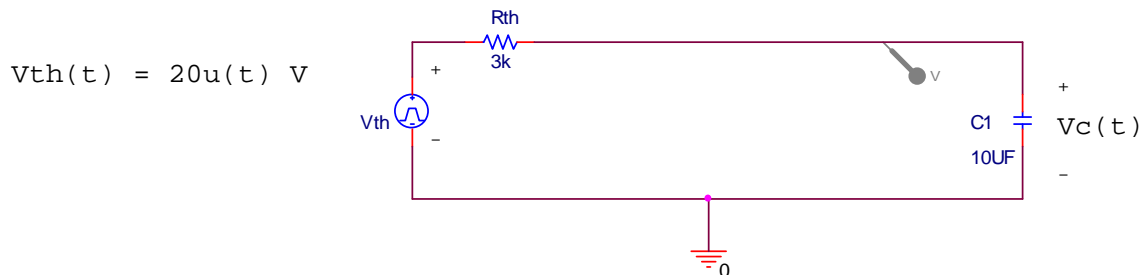 Rth
3k
Vth(t) = 20u(t) V
+
V
+
Vth
C1
Vc(t)
-
10UF
-
0